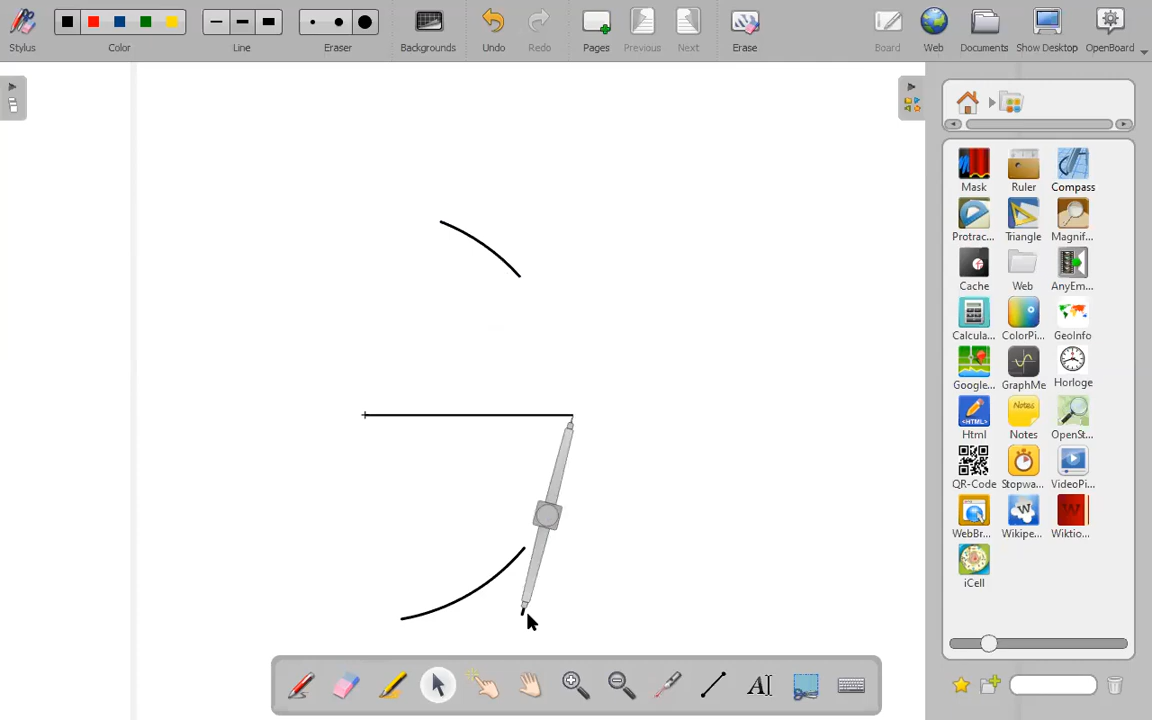 Stylus Color Line Eraser Backgrounds Undo Redo Pages Previous Next Erase Board Web Documents Show Desktop OpenBoard
Mask Ruler Compass
Protrac... Triangle Magnif...
Cache Web AnyEm...
Calcula... ColorPi... GeoInfo
Google... GraphMe Horloge
<HTML> Notes
Html Notes OpenSt...
QR-Code Stopwa... VideoPi...
W W
WebBr... Wikipe... Wiktio...
iCell
A